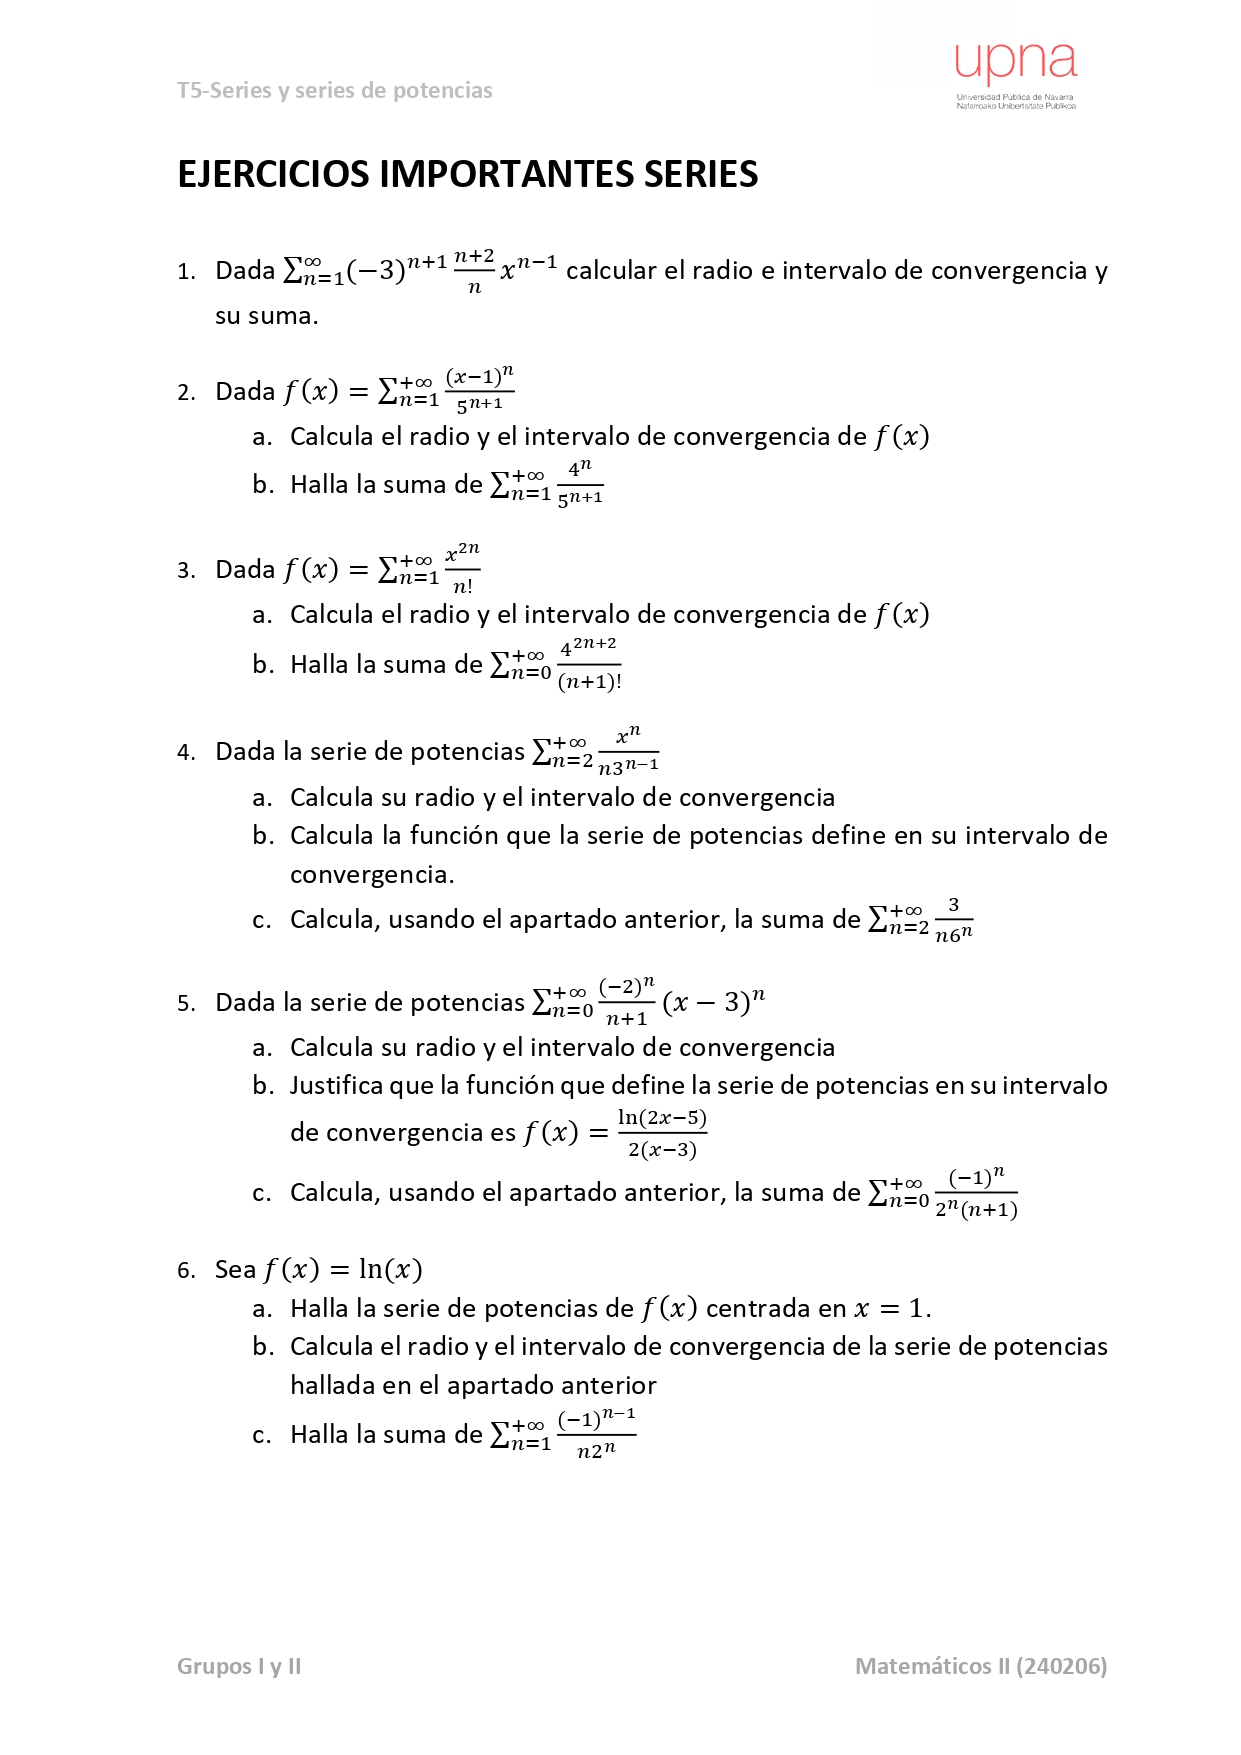 T5-Series y series de potencias
upna
Universidad Pública de Navarra
Nafarroako Unibertsitate Publikoa
EJERCICIOS IMPORTANTES SERIES
1. Dada $\sum_{n=1}^{\infty}(-3)^{n+1}\frac{n+2}{n}x^{n-1}$ calcular el radio e intervalo de convergencia y
su suma.
2. Dada $f(x)=\sum_{n=1}^{+\infty}\frac{(x-1)^n}{5^{n+1}}$
a. Calcula el radio y el intervalo de convergencia de $f(x)$
b. Halla la suma de $\sum_{n=1}^{+\infty}\frac{4^n}{5^{n+1}}$
3. Dada $f(x)=\sum_{n=1}^{+\infty}\frac{x^{2n}}{n!}$
a. Calcula el radio y el intervalo de convergencia de $f(x)$
b. Halla la suma de $\sum_{n=0}^{+\infty}\frac{4^{2n+2}}{(n+1)!}$
4. Dada la serie de potencias $\sum_{n=2}^{+\infty}\frac{x^n}{n3^{n-1}}$
a. Calcula su radio y el intervalo de convergencia
b. Calcula la función que la serie de potencias define en su intervalo de
convergencia.
c. Calcula, usando el apartado anterior, la suma de $\sum_{n=2}^{+\infty}\frac{3}{n6^n}$
5. Dada la serie de potencias $\sum_{n=0}^{+\infty}\frac{(-2)^n}{n+1}(x-3)^n$
a. Calcula su radio y el intervalo de convergencia
b. Justifica que la función que define la serie de potencias en su intervalo
de convergencia es $f(x)=\frac{\ln(2x-5)}{2(x-3)}$
c. Calcula, usando el apartado anterior, la suma de $\sum_{n=0}^{+\infty}\frac{(-1)^n}{2^n(n+1)}$
6. Sea $f(x)=\ln(x)$
a. Halla la serie de potencias de $f(x)$ centrada en $x=1$.
b. Calcula el radio y el intervalo de convergencia de la serie de potencias
hallada en el apartado anterior
c. Halla la suma de $\sum_{n=1}^{+\infty}\frac{(-1)^{n-1}}{n2^n}$
Grupos I y II
Matemáticos II (240206)